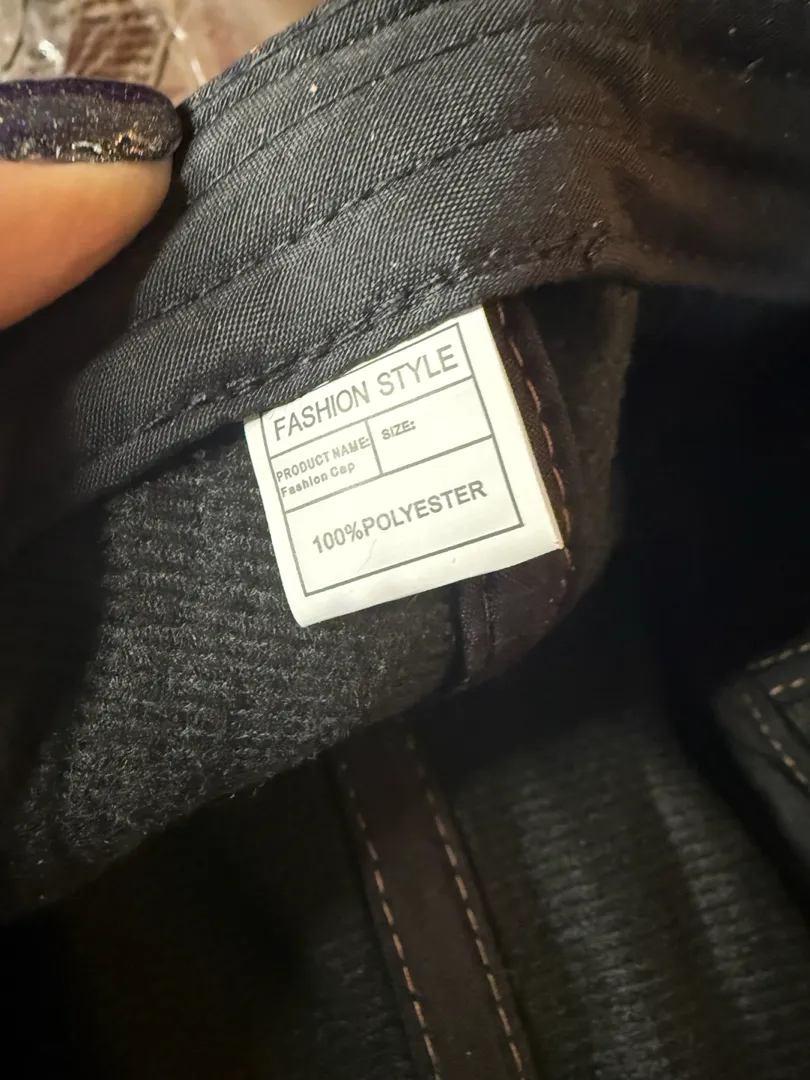 FASHION STYLE
PRODUCT NAME: SIZE:
Fashion Cap
100%POLYESTER